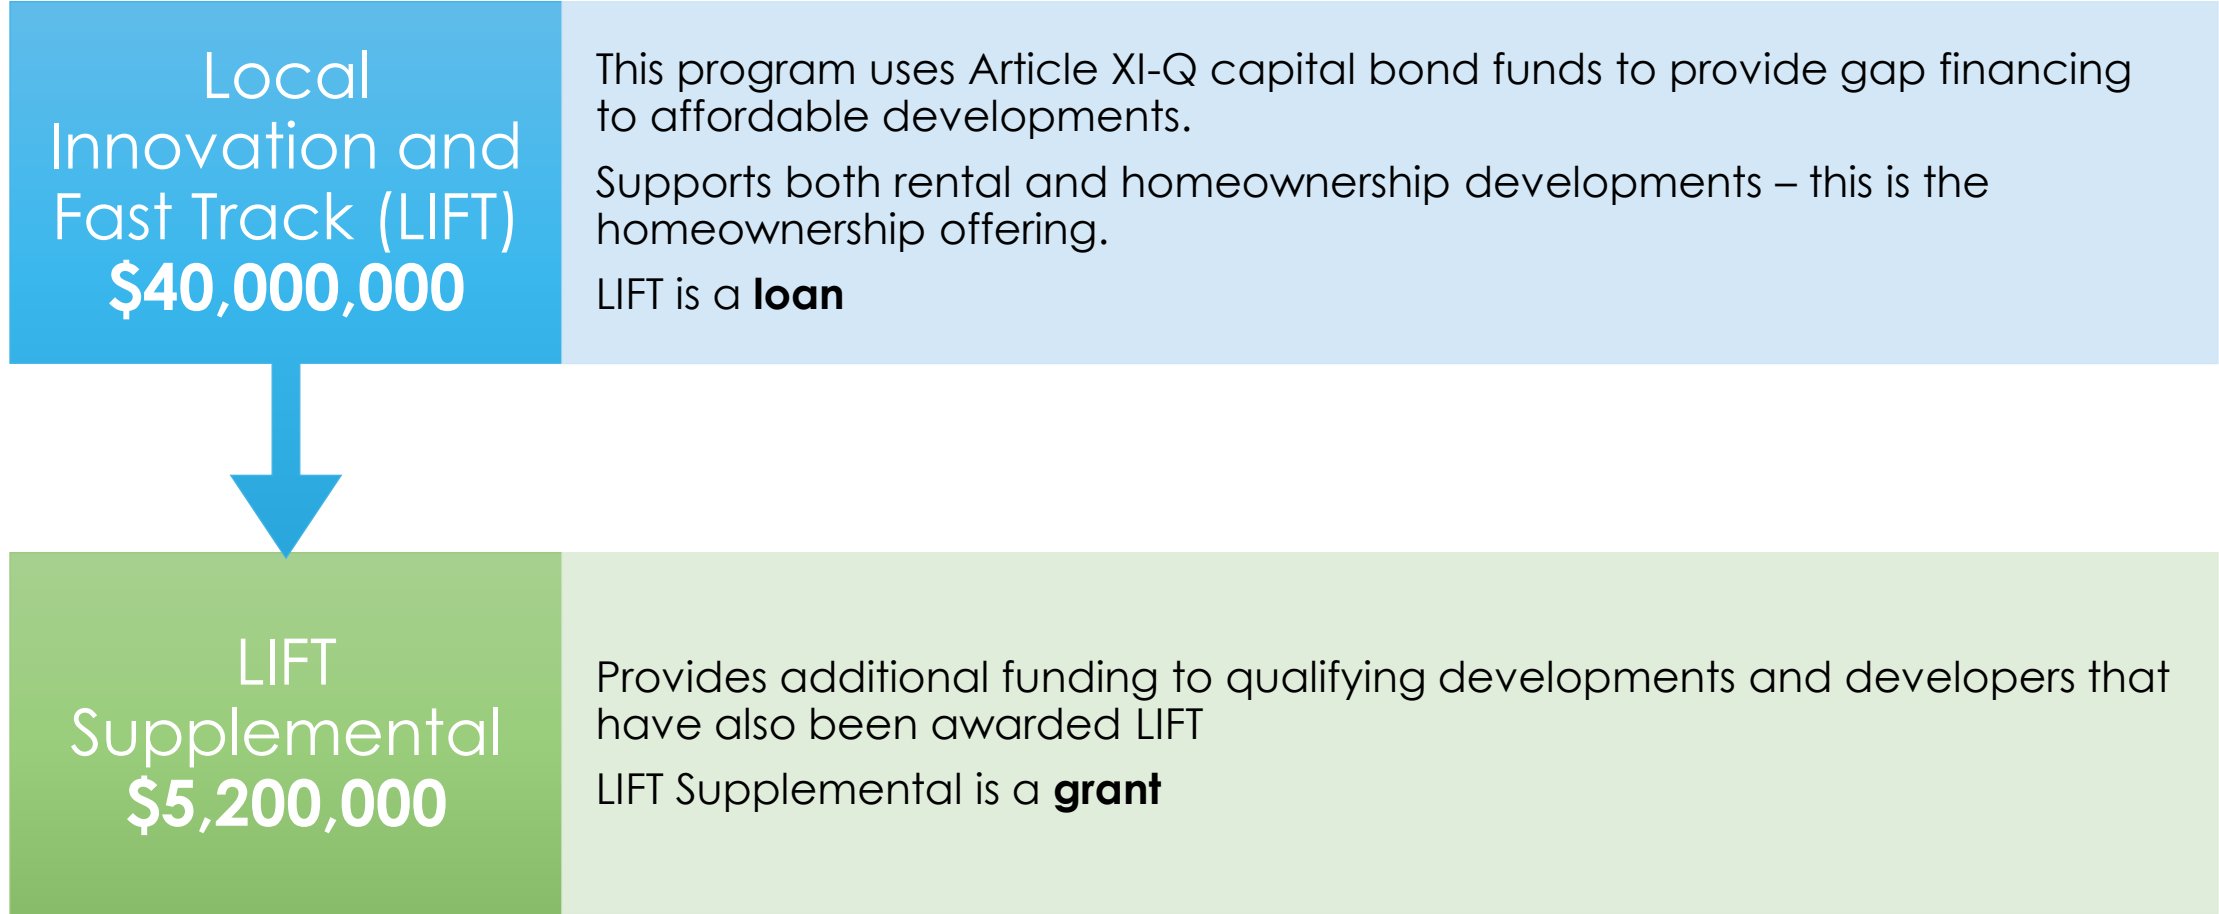 Local
Innovation and
Fast Track (LIFT)
$40,000,000
This program uses Article XI-Q capital bond funds to provide gap financing
to affordable developments.
Supports both rental and homeownership developments – this is the
homeownership offering.
LIFT is a loan
LIFT
Supplemental
$5,200,000
Provides additional funding to qualifying developments and developers that
have also been awarded LIFT
LIFT Supplemental is a grant